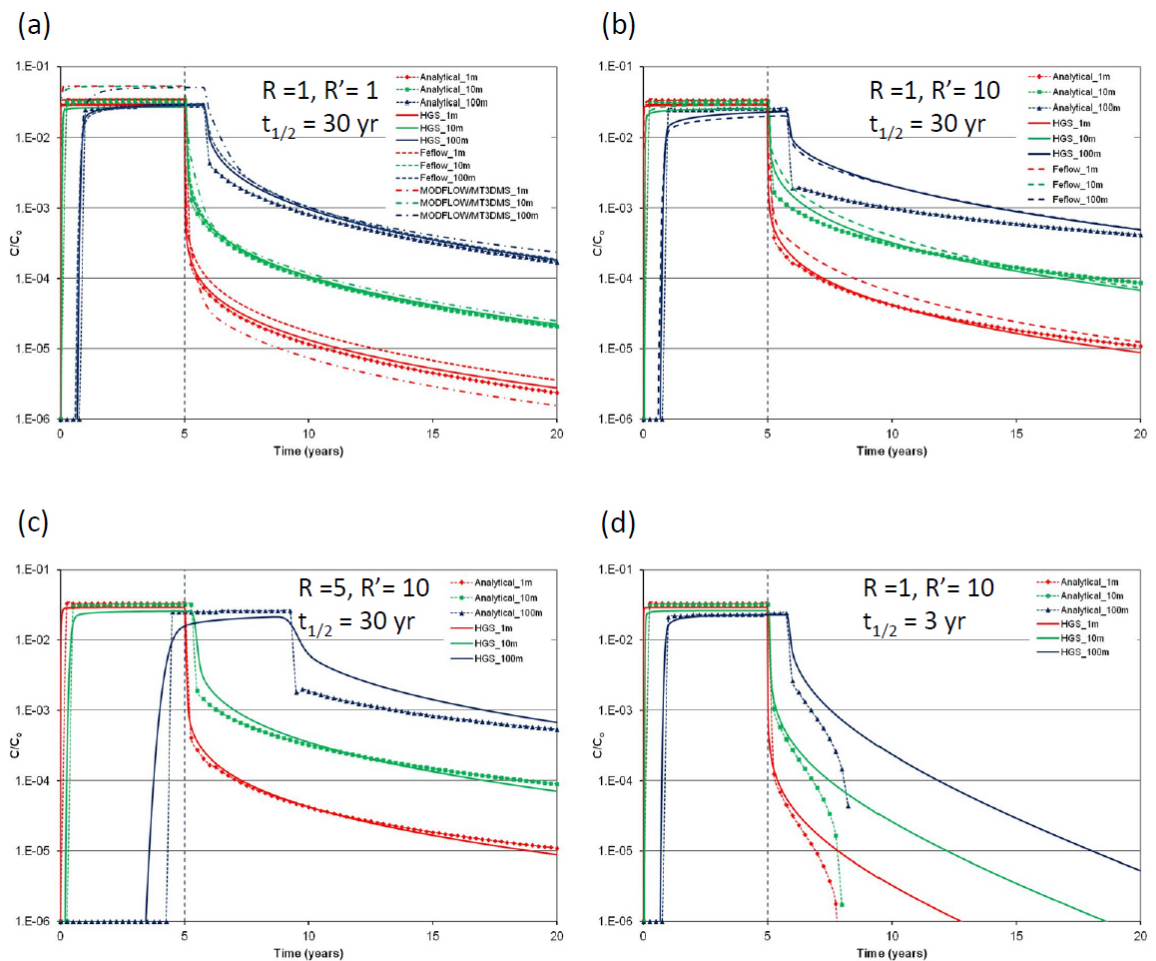 (a)
1.E-01
1.E-02
1.E-03
1.E-04
1.E-05
1.E-06
C/Co
0 5 10 15 20
Time (years)
R =1, R’= 1
t1/2 = 30 yr
Analytical_1m
Analytical_10m
Analytical_100m
HGS_1m
HGS_10m
HGS_100m
Feflow_1m
Feflow_10m
Feflow_100m
MODFLOW/MT3DMS_1m
MODFLOW/MT3DMS_10m
MODFLOW/MT3DMS_100m
(b)
1.E-01
1.E-02
1.E-03
1.E-04
1.E-05
1.E-06
C/Co
0 5 10 15 20
Time (years)
R =1, R’= 10
t1/2 = 30 yr
Analytical_1m
Analytical_10m
Analytical_100m
HGS_1m
HGS_10m
HGS_100m
Feflow_1m
Feflow_10m
Feflow_100m
(c)
1.E-01
1.E-02
1.E-03
1.E-04
1.E-05
1.E-06
C/Co
0 5 10 15 20
Time (years)
R =5, R’= 10
t1/2 = 30 yr
Analytical_1m
Analytical_10m
Analytical_100m
HGS_1m
HGS_10m
HGS_100m
(d)
1.E-01
1.E-02
1.E-03
1.E-04
1.E-05
1.E-06
C/Co
0 5 10 15 20
Time (years)
R =1, R’= 10
t1/2 = 3 yr
Analytical_1m
Analytical_10m
Analytical_100m
HGS_1m
HGS_10m
HGS_100m